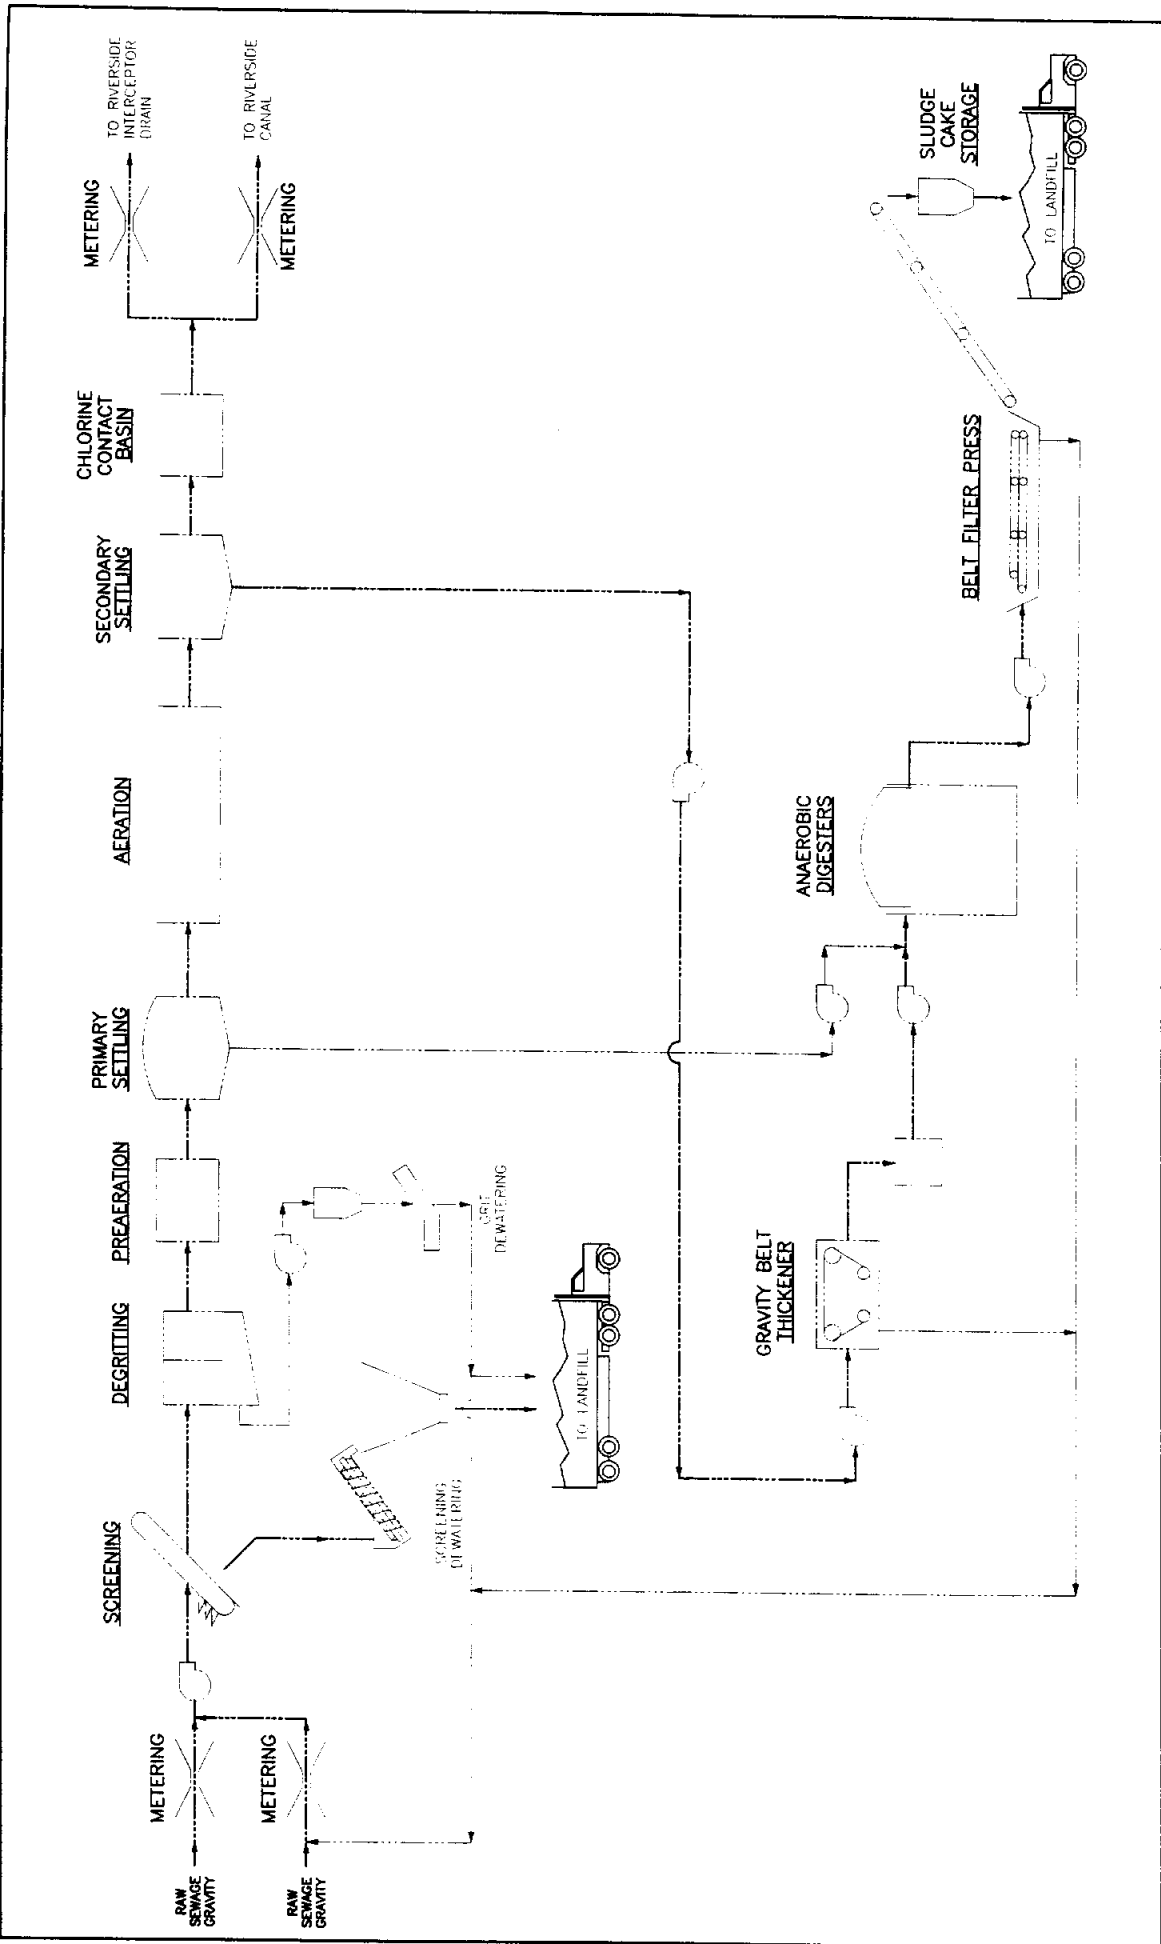 RAW
SEWAGE
GRAVITY
RAW
SEWAGE
GRAVITY
METERING
METERING
SCREENING
DEGRITTING
PREAERATION
PRIMARY
SETTLING
AERATION
SECONDARY
SETTLING
CHLORINE
CONTACT
BASIN
METERING
METERING
TO RIVERSIDE
INTERCEPTOR
DRAIN
TO RIVERSIDE
CANAL
SCREENING
DEWATERING
GRIT
DEWATERING
TO LANDFILL
GRAVITY BELT
THICKENER
ANAEROBIC
DIGESTERS
BELT FILTER PRESS
SLUDGE
CAKE
STORAGE
TO LANDFILL